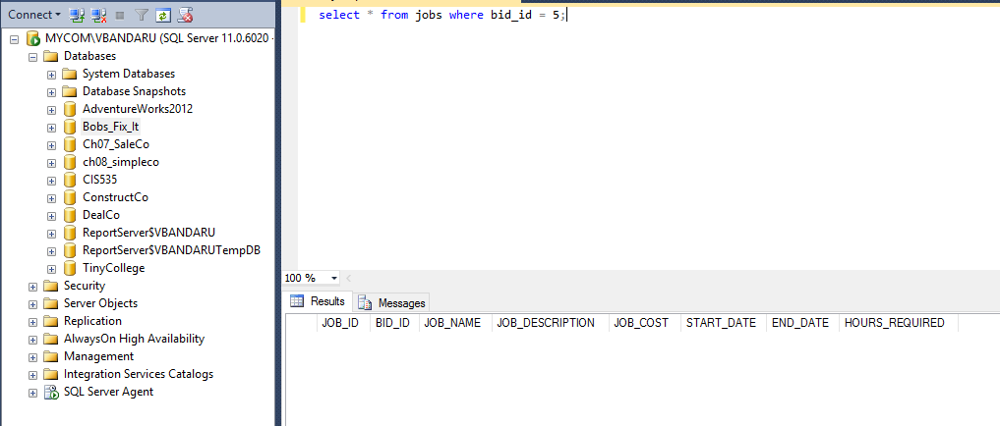 Connect
MYCOM\VBANDARU (SQL Server 11.0.6020 -
Databases
System Databases
Database Snapshots
AdventureWorks2012
Bobs_Fix_It
Ch07_SaleCo
ch08_simpleco
CIS535
ConstructCo
DealCo
ReportServer$VBANDARU
ReportServer$VBANDARUTempDB
TinyCollege
Security
Server Objects
Replication
AlwaysOn High Availability
Management
Integration Services Catalogs
SQL Server Agent
select * from jobs where bid_id = 5;
100 %
Results Messages
JOB_ID BID_ID JOB_NAME JOB_DESCRIPTION JOB_COST START_DATE END_DATE HOURS_REQUIRED